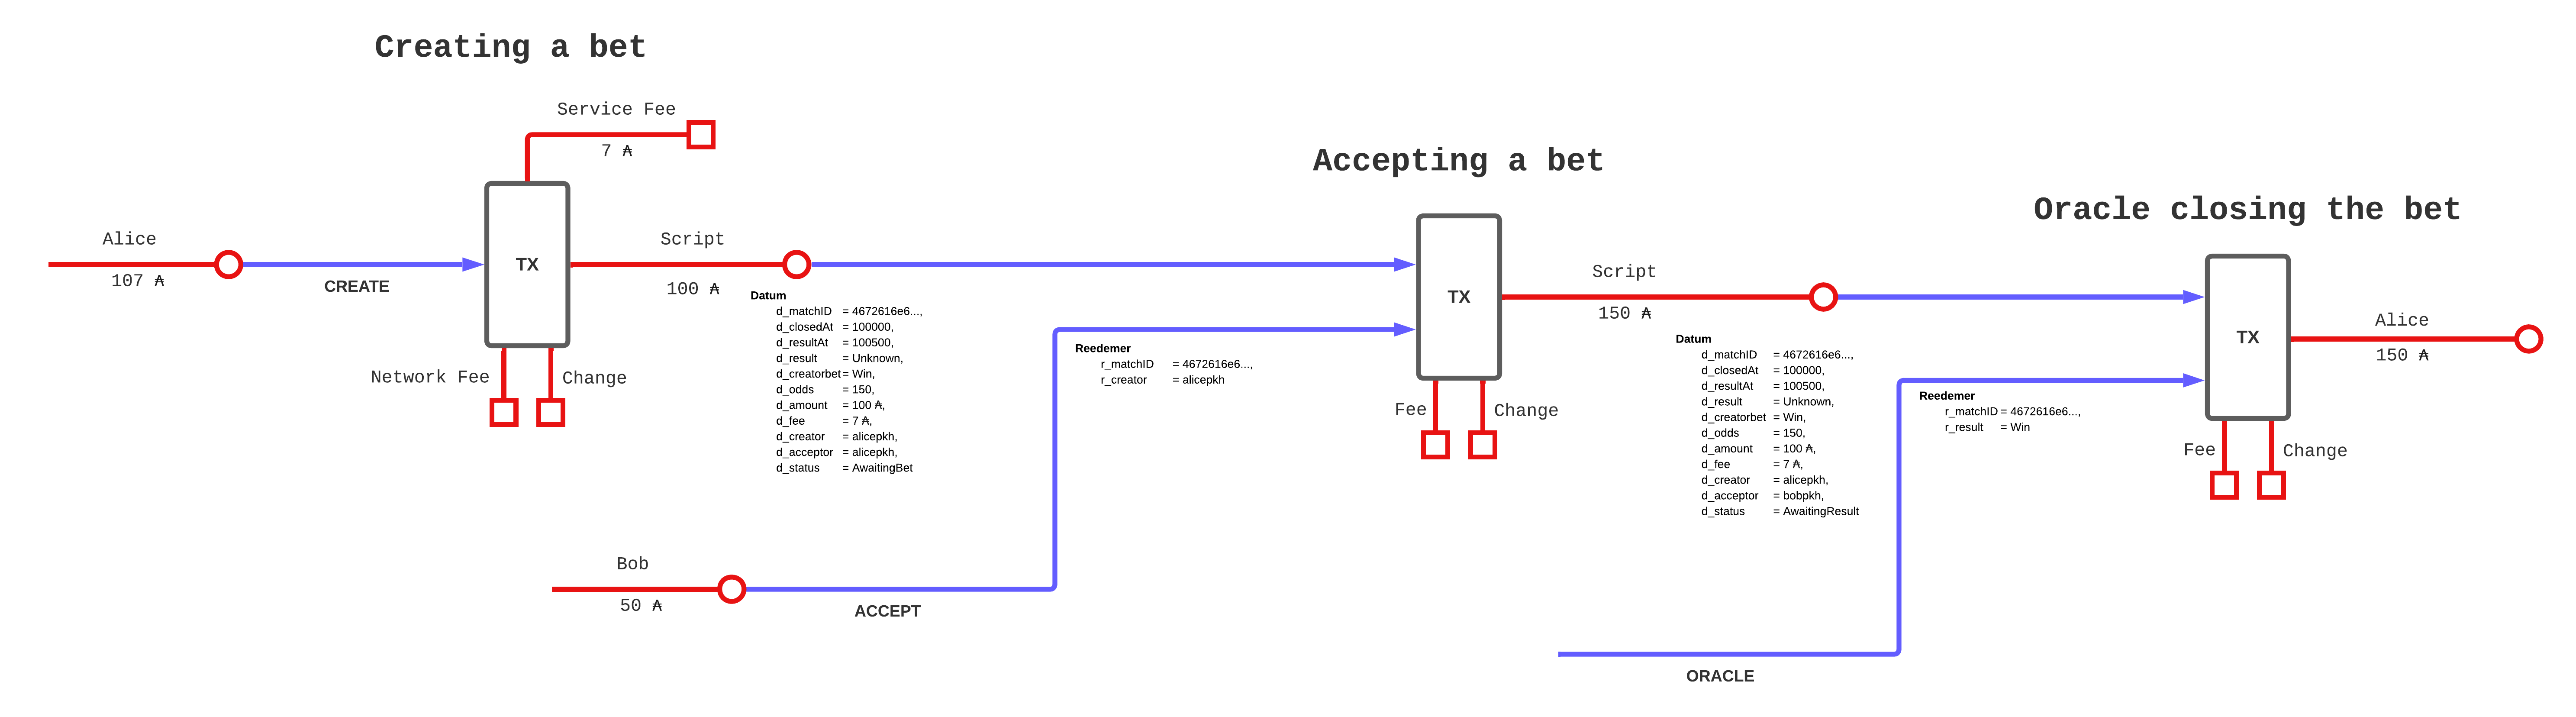 Creating a bet
Service Fee
7 ₳
Alice
107 ₳
CREATE
TX
Script
100 ₳
Network Fee
Change
Datum
d_matchID = 4672616e6...,
d_closedAt = 100000,
d_resultAt = 100500,
d_result = Unknown,
d_creatorbet = Win,
d_odds = 150,
d_amount = 100 ₳,
d_fee = 7 ₳,
d_creator = alicepkh,
d_acceptor = alicepkh,
d_status = AwaitingBet
Bob
50 ₳
ACCEPT
Reedemer
r_matchID = 4672616e6...,
r_creator = alicepkh
Accepting a bet
TX
Script
150 ₳
Fee
Change
Datum
d_matchID = 4672616e6...,
d_closedAt = 100000,
d_resultAt = 100500,
d_result = Unknown,
d_creatorbet = Win,
d_odds = 150,
d_amount = 100 ₳,
d_fee = 7 ₳,
d_creator = alicepkh,
d_acceptor = bobpkh,
d_status = AwaitingResult
ORACLE
Reedemer
r_matchID = 4672616e6...,
r_result = Win
Oracle closing the bet
TX
Alice
150 ₳
Fee
Change